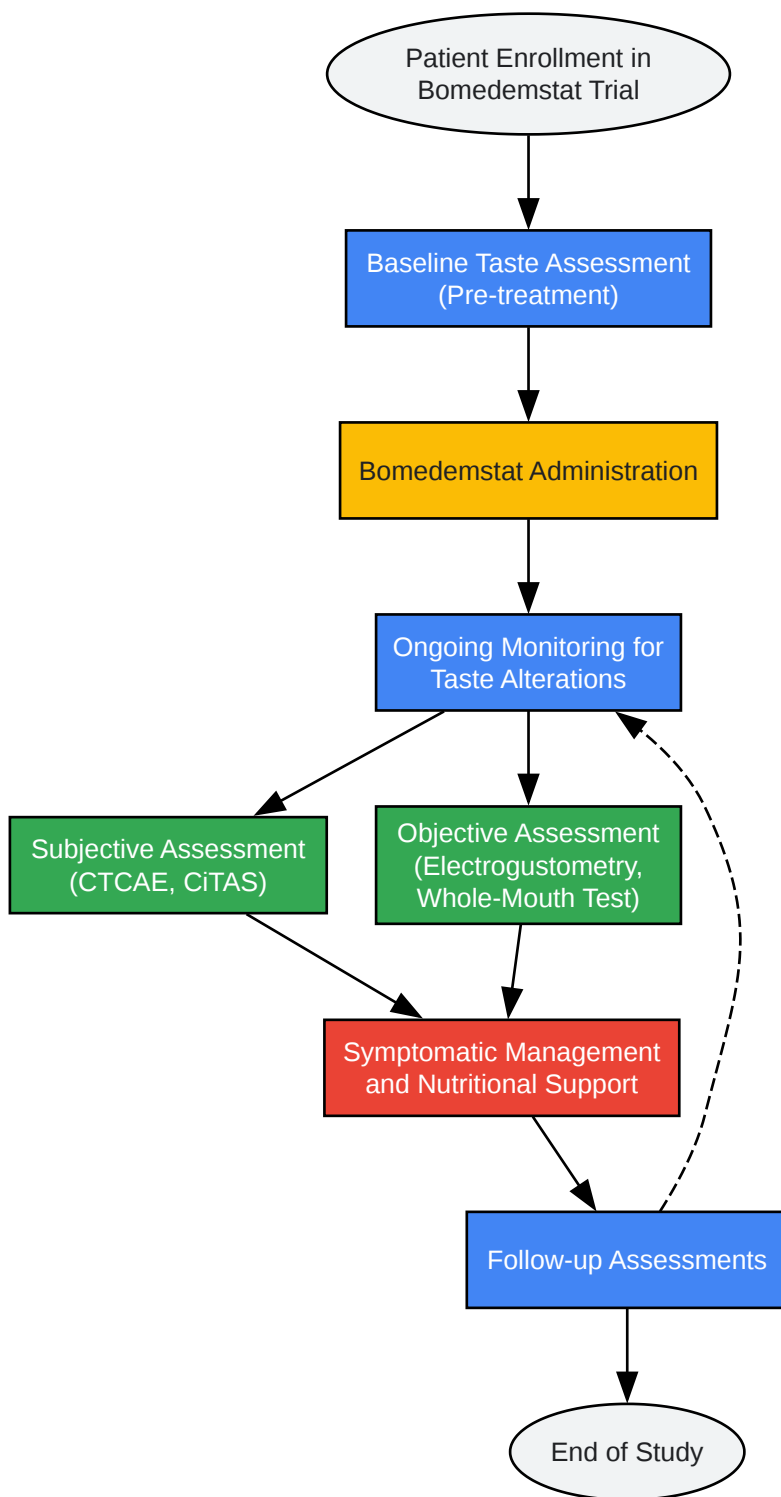 Patient Enrollment in
Bomedemstat Trial
Baseline Taste Assessment
(Pre-treatment)
Bomedemstat Administration
Ongoing Monitoring for
Taste Alterations
Subjective Assessment
(CTCAE, CiTAS)
Objective Assessment
(Electrogustometry,
Whole-Mouth Test)
Symptomatic Management
and Nutritional Support
Follow-up Assessments
End of Study